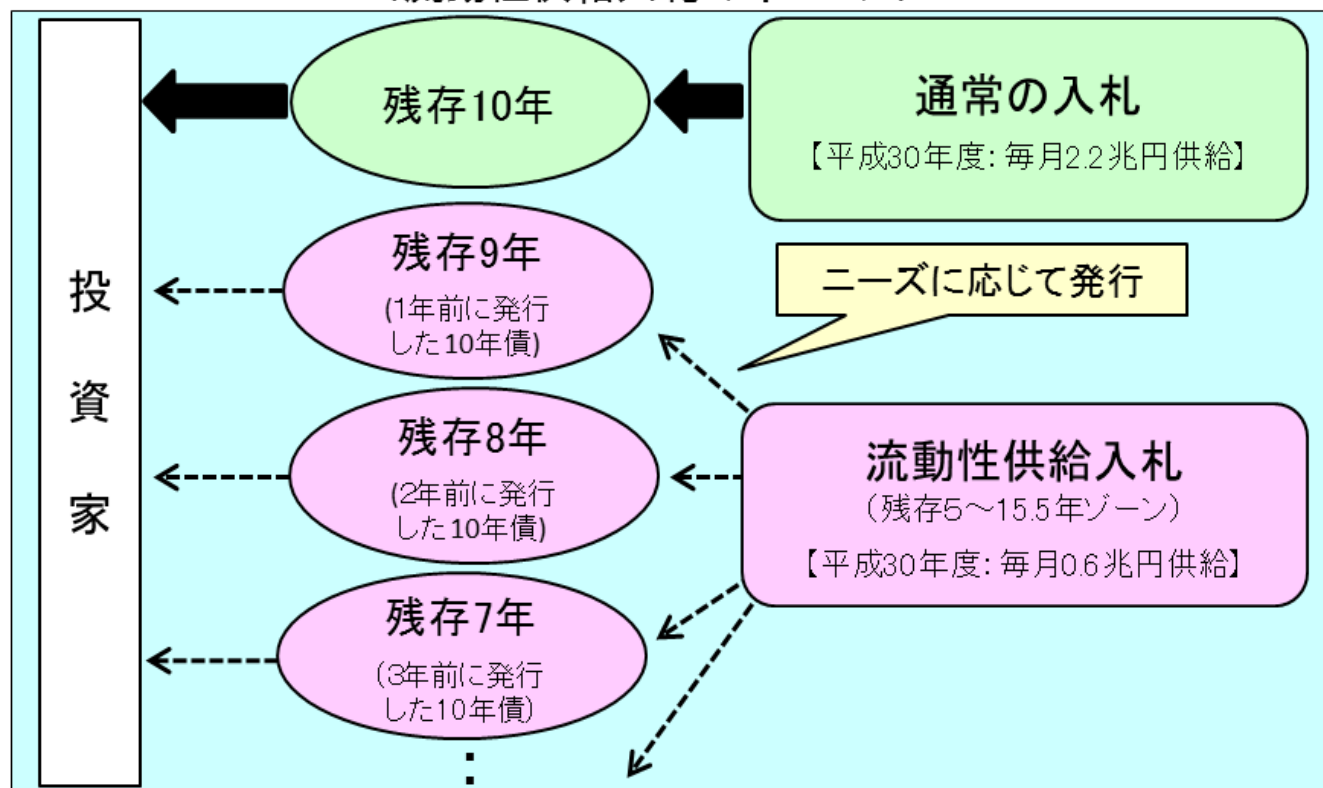 投資家
残存10年
通常の入札
【平成30年度：毎月2.2兆円供給】
残存9年
(1年前に発行
した10年債)
ニーズに応じて発行
残存8年
(2年前に発行
した10年債)
流動性供給入札
（残存5～15.5年ゾーン）
【平成30年度：毎月0.6兆円供給】
残存7年
（3年前に発行
した10年債）
：